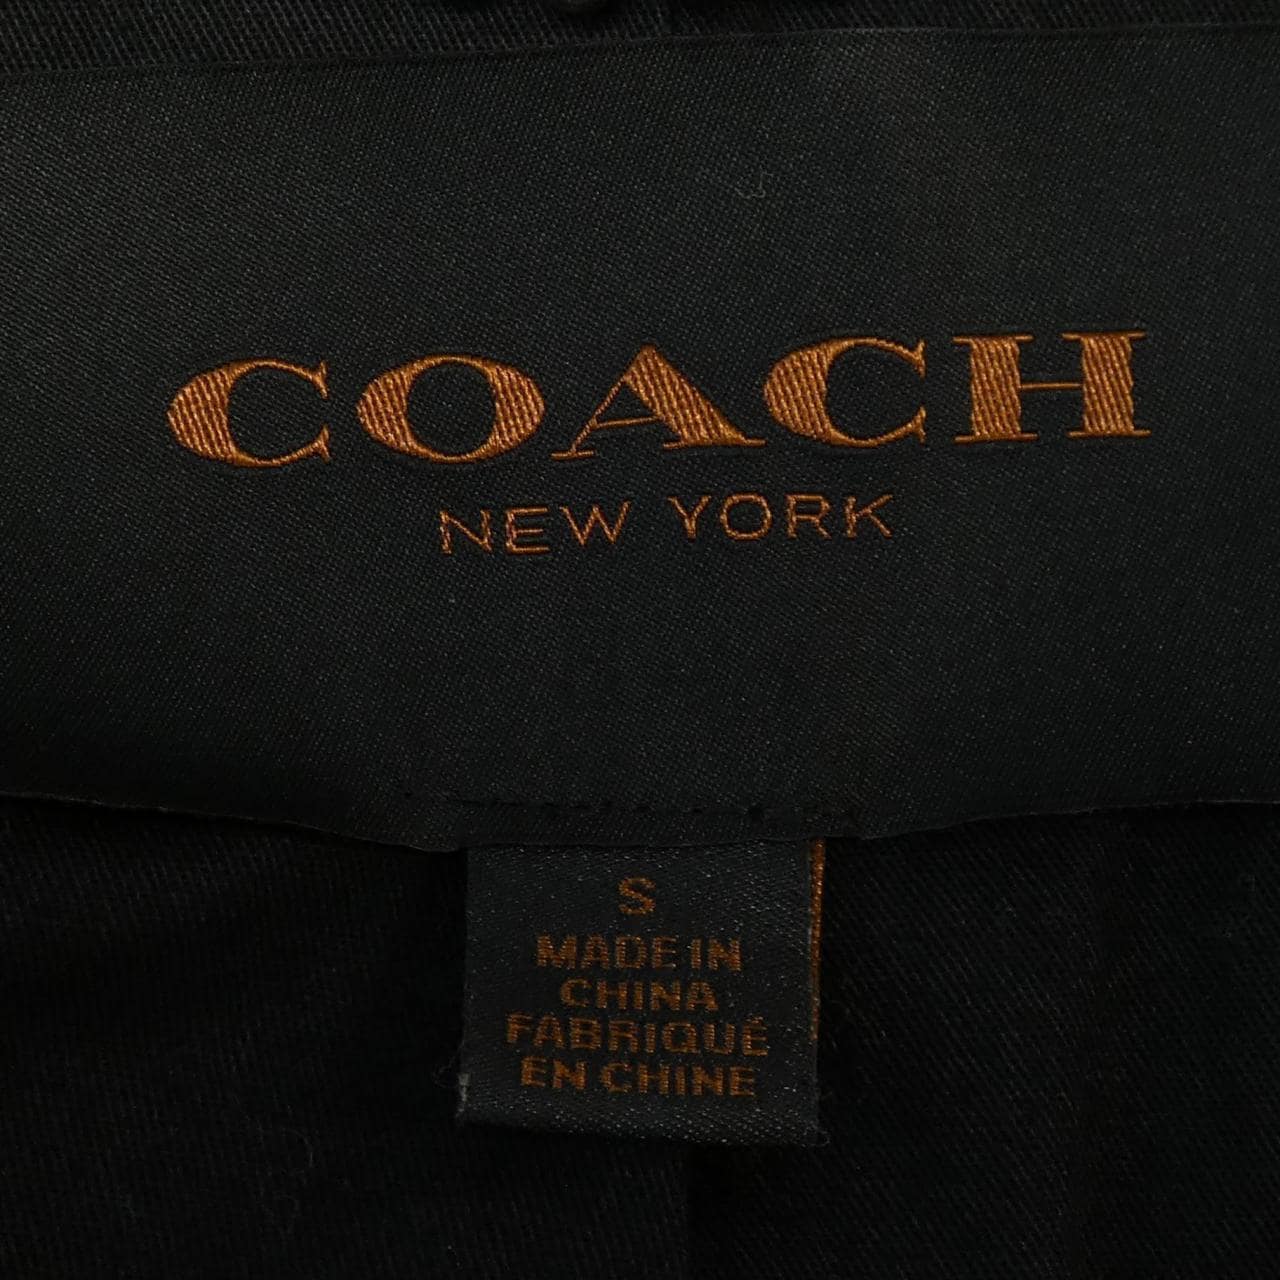 COACH
NEW YORK
S
MADE IN
CHINA
FABRIQUÉ
EN CHINE